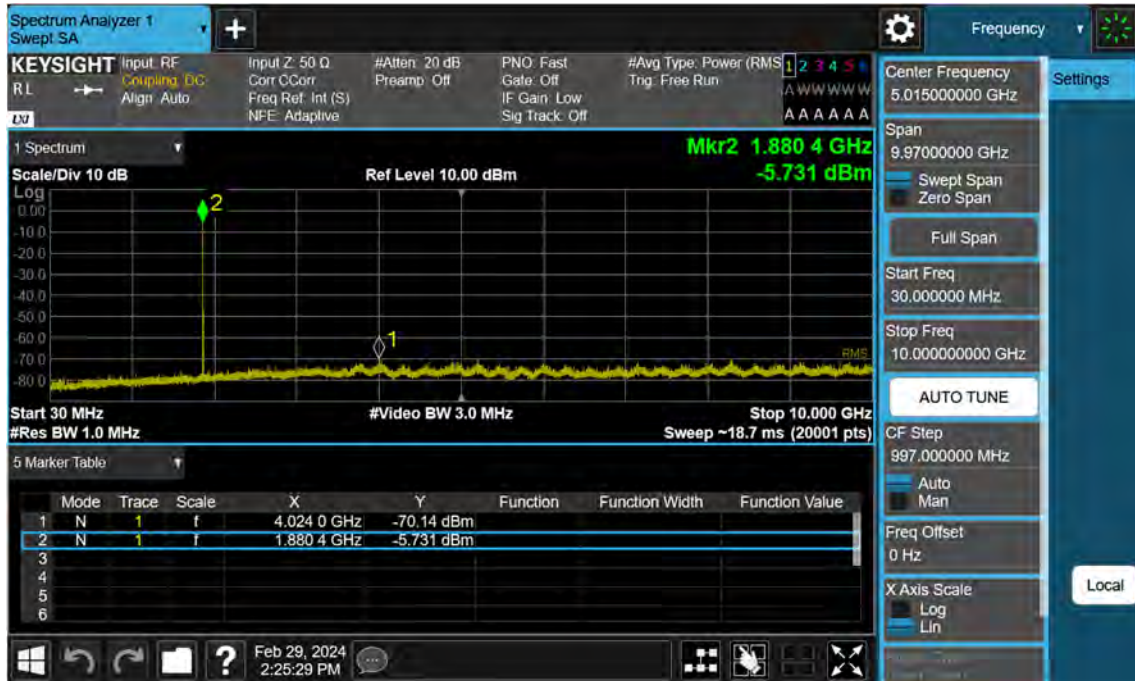 Spectrum Analyzer 1
Swept SA
Frequency
KEYSIGHT
RL
LXI
Input: RF
Coupling: DC
Align: Auto
Input Z: 50 Ω
Corr CCorr
Freq Ref: Int (S)
NFE: Adaptive
#Atten: 20 dB
Preamp: Off
PNO: Fast
Gate: Off
IF Gain: Low
Sig Track: Off
#Avg Type: Power (RMS
Trig: Free Run
1 2 3 4 5 6
A W W W W W
A A A A A A
1 Spectrum
Scale/Div 10 dB
Ref Level 10.00 dBm
Mkr2 1.880 4 GHz
-5.731 dBm
Log
0.00
-10.0
-20.0
-30.0
-40.0
-50.0
-60.0
-70.0
-80.0
2
1
RMS
Start 30 MHz
#Video BW 3.0 MHz
Stop 10.000 GHz
#Res BW 1.0 MHz
Sweep ~18.7 ms (20001 pts)
5 Marker Table
Mode Trace Scale X Y Function Function Width Function Value
1 N 1 f 4.024 0 GHz -70.14 dBm
2 N 1 f 1.880 4 GHz -5.731 dBm
3
4
5
6
Feb 29, 2024
2:25:29 PM
Center Frequency
5.015000000 GHz
Span
9.97000000 GHz
Swept Span
Zero Span
Full Span
Start Freq
30.000000 MHz
Stop Freq
10.000000000 GHz
AUTO TUNE
CF Step
997.000000 MHz
Auto
Man
Freq Offset
0 Hz
X Axis Scale
Log
Lin
Settings
Local